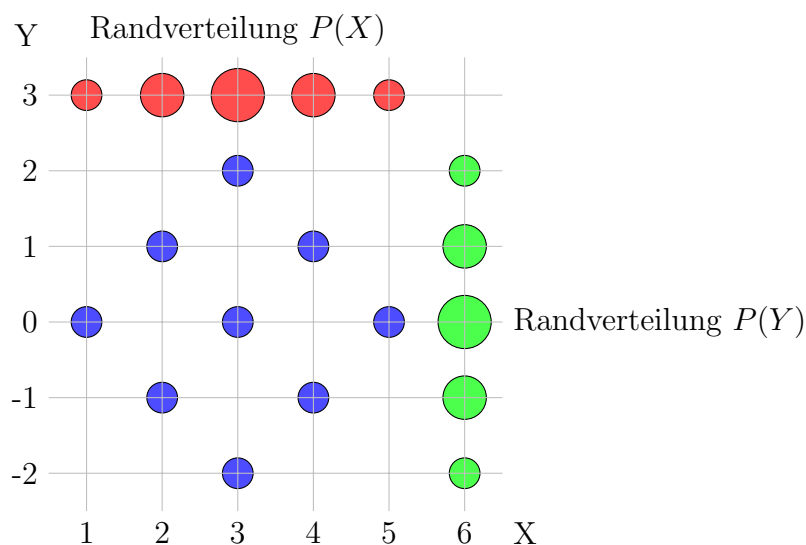 Y Randverteilung P(X)
3
2
1
0 Randverteilung P(Y)
-1
-2
1 2 3 4 5 6 X